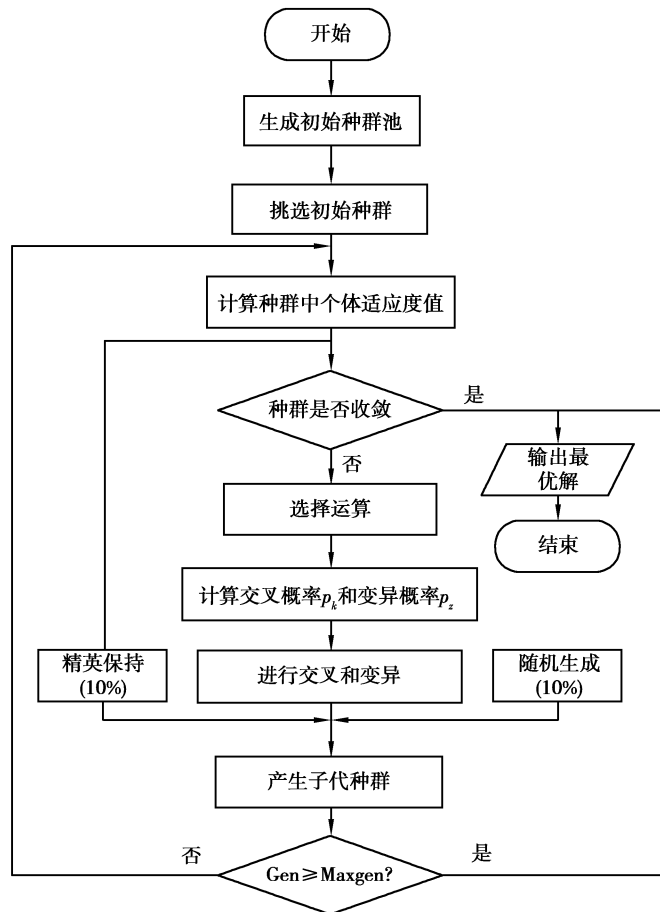 开始
生成初始种群池
挑选初始种群
计算种群中个体适应度值
种群是否收敛
是
输出最
优解
否
选择运算
结束
计算交叉概率pk和变异概率pz
精英保持
(10%)
进行交叉和变异
随机生成
(10%)
产生子代种群
否
Gen≥Maxgen?
是